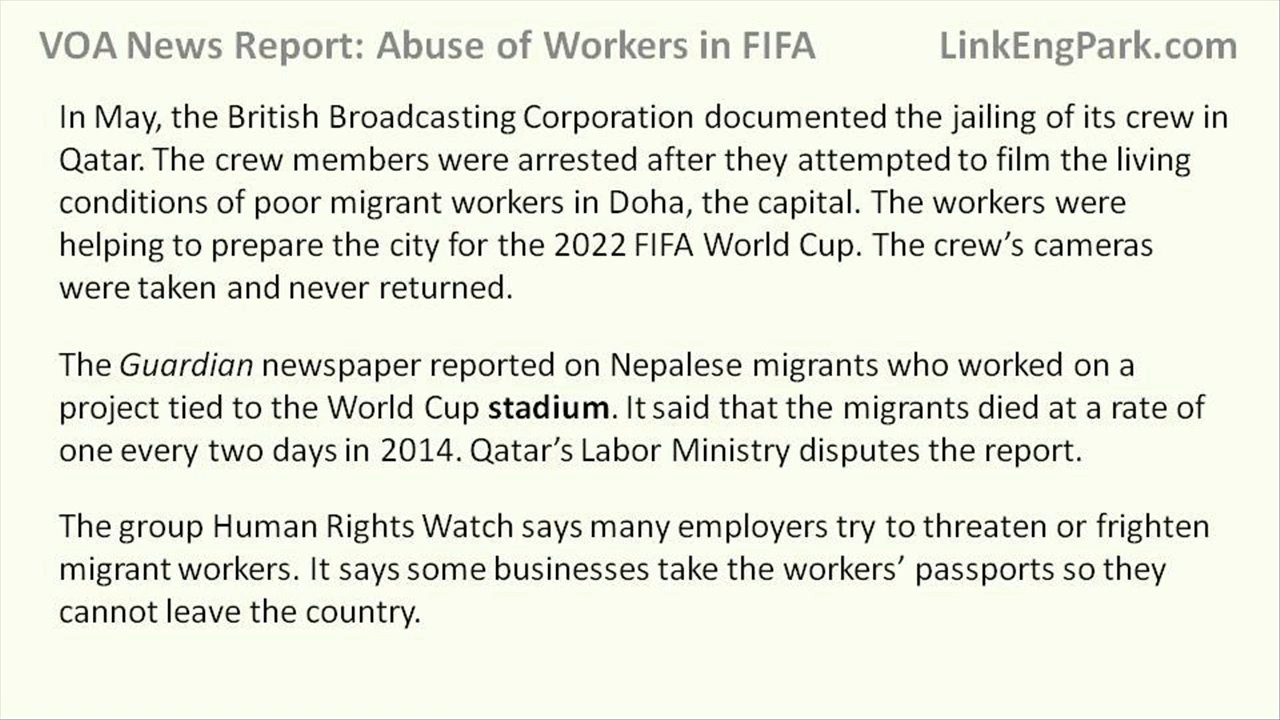 VOA News Report: Abuse of Workers in FIFA LinkEngPark.com
In May, the British Broadcasting Corporation documented the jailing of its crew in
Qatar. The crew members were arrested after they attempted to film the living
conditions of poor migrant workers in Doha, the capital. The workers were
helping to prepare the city for the 2022 FIFA World Cup. The crew’s cameras
were taken and never returned.
The Guardian newspaper reported on Nepalese migrants who worked on a
project tied to the World Cup stadium. It said that the migrants died at a rate of
one every two days in 2014. Qatar’s Labor Ministry disputes the report.
The group Human Rights Watch says many employers try to threaten or frighten
migrant workers. It says some businesses take the workers’ passports so they
cannot leave the country.